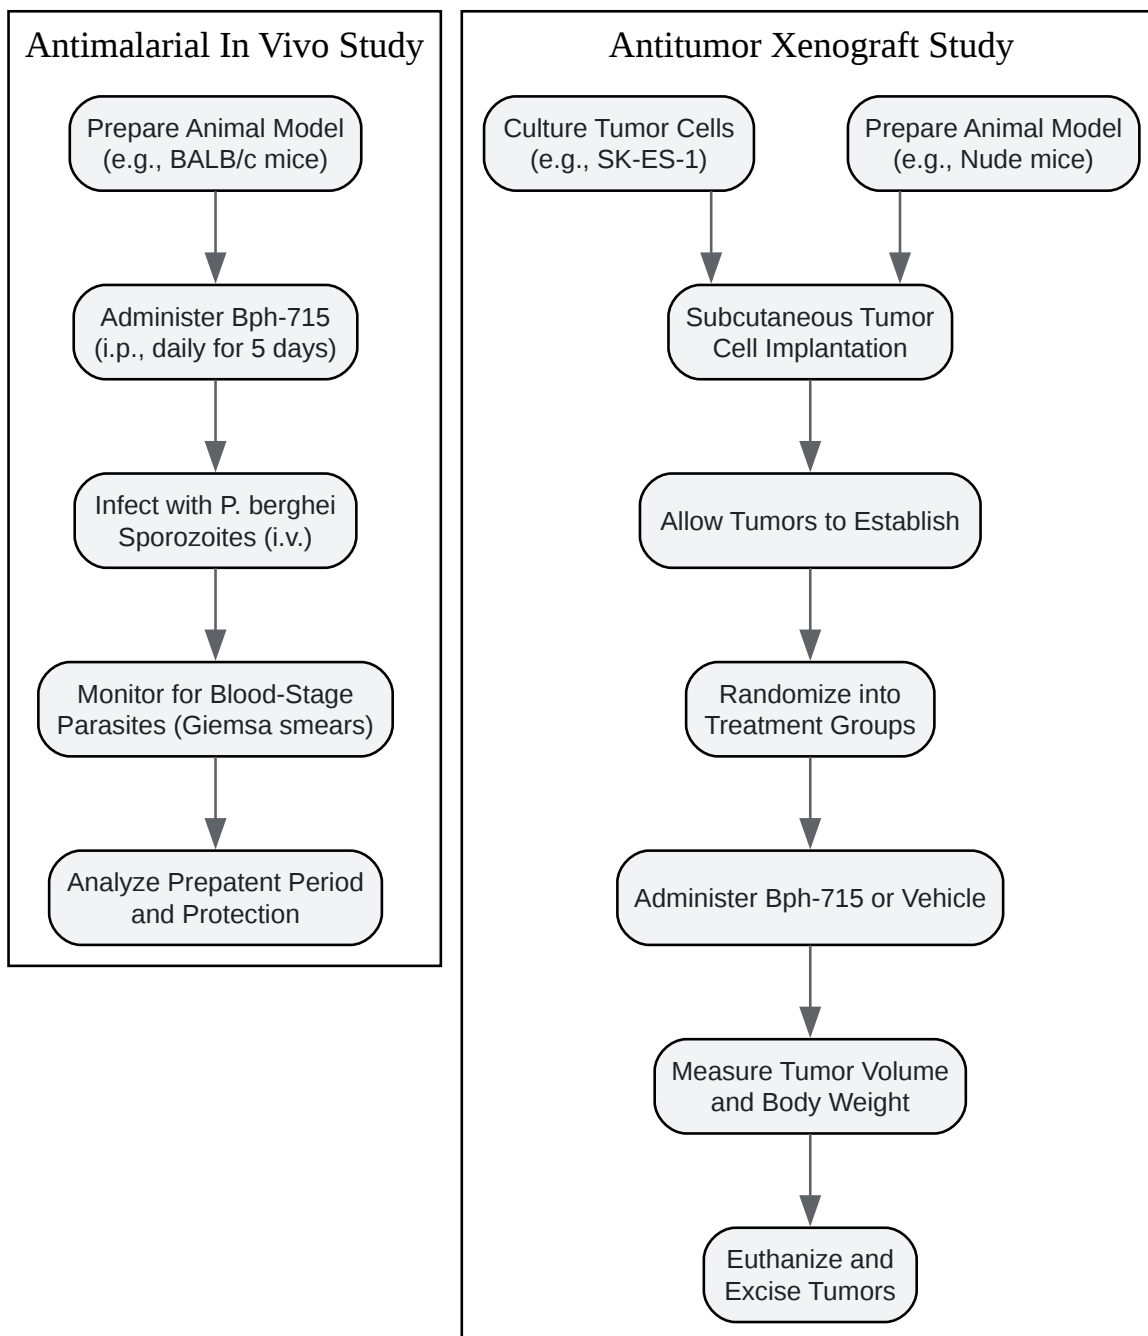 Antimalarial In Vivo Study
Prepare Animal Model
(e.g., BALB/c mice)
Administer Bph-715
(i.p., daily for 5 days)
Infect with P. berghei
Sporozoites (i.v.)
Monitor for Blood-Stage
Parasites (Giemsa smears)
Analyze Prepatent Period
and Protection
Antitumor Xenograft Study
Culture Tumor Cells
(e.g., SK-ES-1)
Prepare Animal Model
(e.g., Nude mice)
Subcutaneous Tumor
Cell Implantation
Allow Tumors to Establish
Randomize into
Treatment Groups
Administer Bph-715 or Vehicle
Measure Tumor Volume
and Body Weight
Euthanize and
Excise Tumors